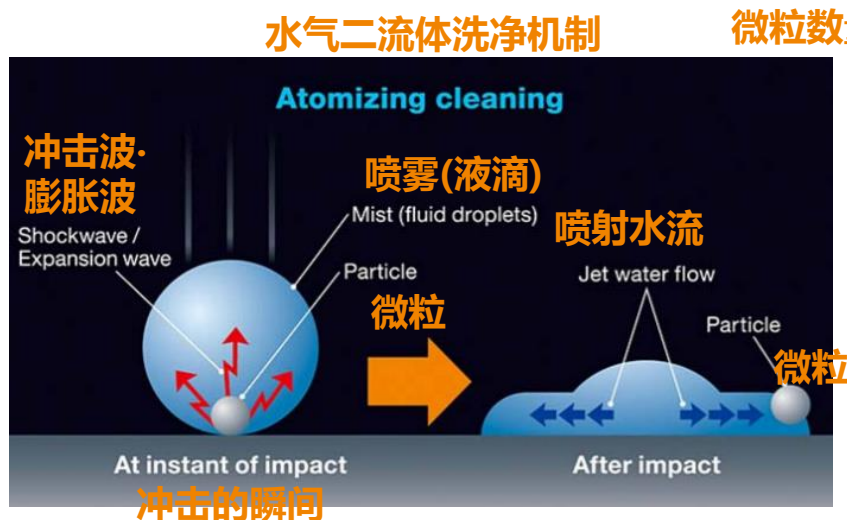 水气二流体洗净机制
微粒数
Atomizing cleaning
冲击波·
膨胀波
Shockwave /
Expansion wave
喷雾(液滴)
Mist (fluid droplets)
Particle
微粒
喷射水流
Jet water flow
Particle
微粒
At instant of impact
冲击的瞬间
After impact